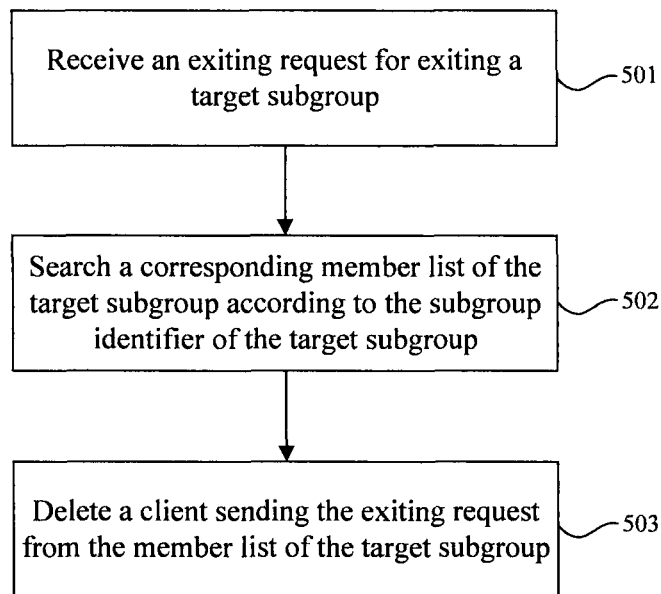 Receive an exiting request for exiting a
target subgroup
501
Search a corresponding member list of the
target subgroup according to the subgroup
identifier of the target subgroup
502
Delete a client sending the exiting request
from the member list of the target subgroup
503